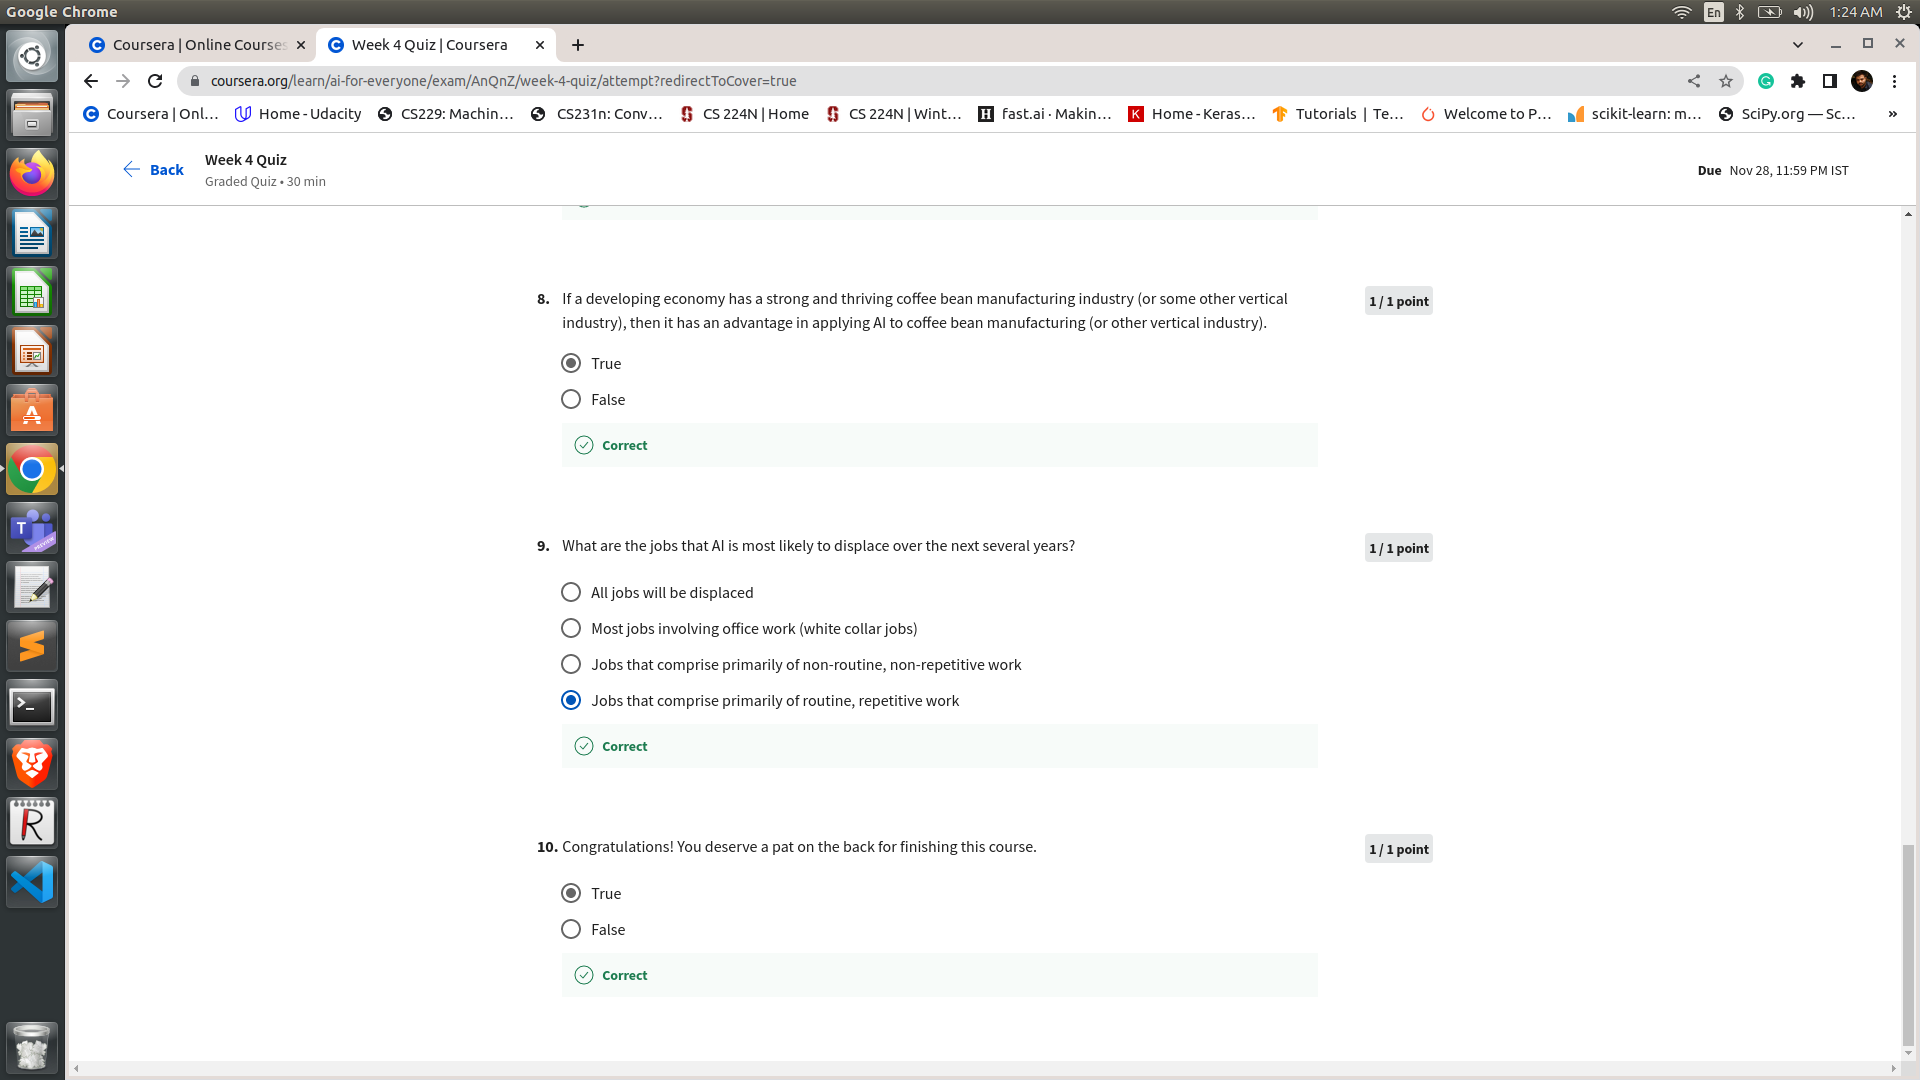 Google Chrome
En
1:24 AM
Coursera | Online Courses
Week 4 Quiz | Coursera
coursera.org/learn/ai-for-everyone/exam/AnQnZ/week-4-quiz/attempt?redirectToCover=true
Coursera | Onl...
Home - Udacity
CS229: Machin...
CS231n: Conv...
CS 224N | Home
CS 224N | Wint...
fast.ai · Makin...
Home - Keras...
Tutorials | Te...
Welcome to P...
scikit-learn: m...
SciPy.org — Sc...
»
Back
Week 4 Quiz
Graded Quiz • 30 min
Due Nov 28, 11:59 PM IST
8. If a developing economy has a strong and thriving coffee bean manufacturing industry (or some other vertical
industry), then it has an advantage in applying AI to coffee bean manufacturing (or other vertical industry).
1 / 1 point
True
False
Correct
9. What are the jobs that AI is most likely to displace over the next several years?
1 / 1 point
All jobs will be displaced
Most jobs involving office work (white collar jobs)
Jobs that comprise primarily of non-routine, non-repetitive work
Jobs that comprise primarily of routine, repetitive work
Correct
10. Congratulations! You deserve a pat on the back for finishing this course.
1 / 1 point
True
False
Correct